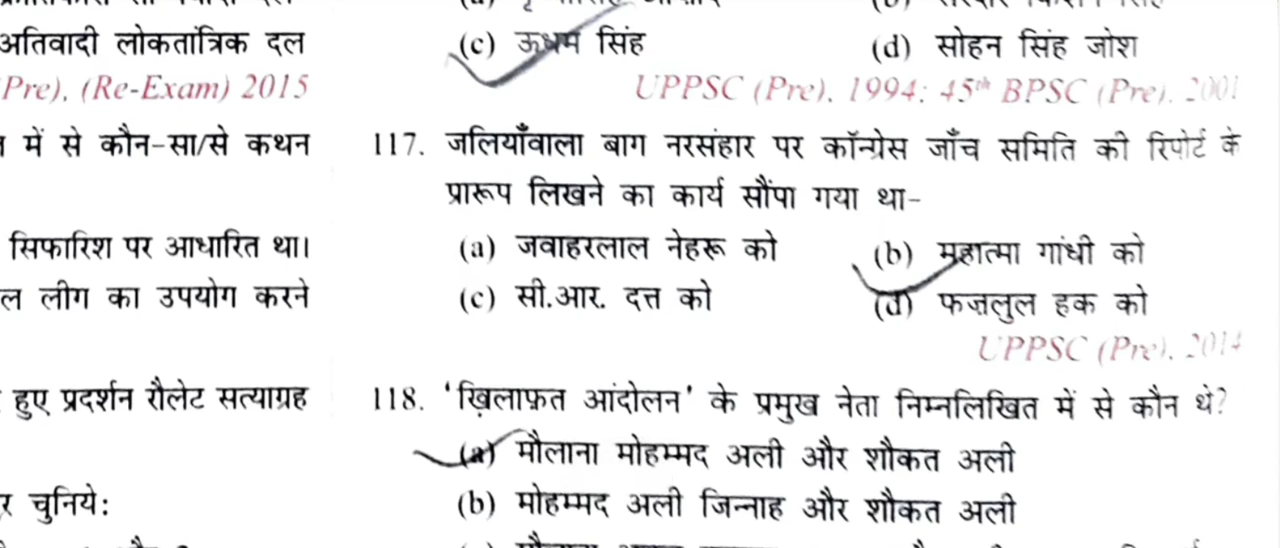 अतिवादी लोकतांत्रिक दल
Pre), (Re-Exam) 2015
में से कौन-सा/से कथन
सिफारिश पर आधारित था।
ल लीग का उपयोग करने
हुए प्रदर्शन रौलेट सत्याग्रह
र चुनिये:
(c) ऊधम सिंह
(d) सोहन सिंह जोश
UPPSC (Pre), 1994; 45th BPSC (Pre), 2001
117. जलियाँवाला बाग नरसंहार पर कॉन्ग्रेस जाँच समिति की रिपोर्ट के
प्रारूप लिखने का कार्य सौंपा गया था-
(a) जवाहरलाल नेहरू को
(b) महात्मा गांधी को
(c) सी.आर. दत्त को
(d) फज़लुल हक को
UPPSC (Pre), 2014
118. 'ख़िलाफ़त आंदोलन' के प्रमुख नेता निम्नलिखित में से कौन थे?
(a) मौलाना मोहम्मद अली और शौकत अली
(b) मोहम्मद अली जिन्नाह और शौकत अली